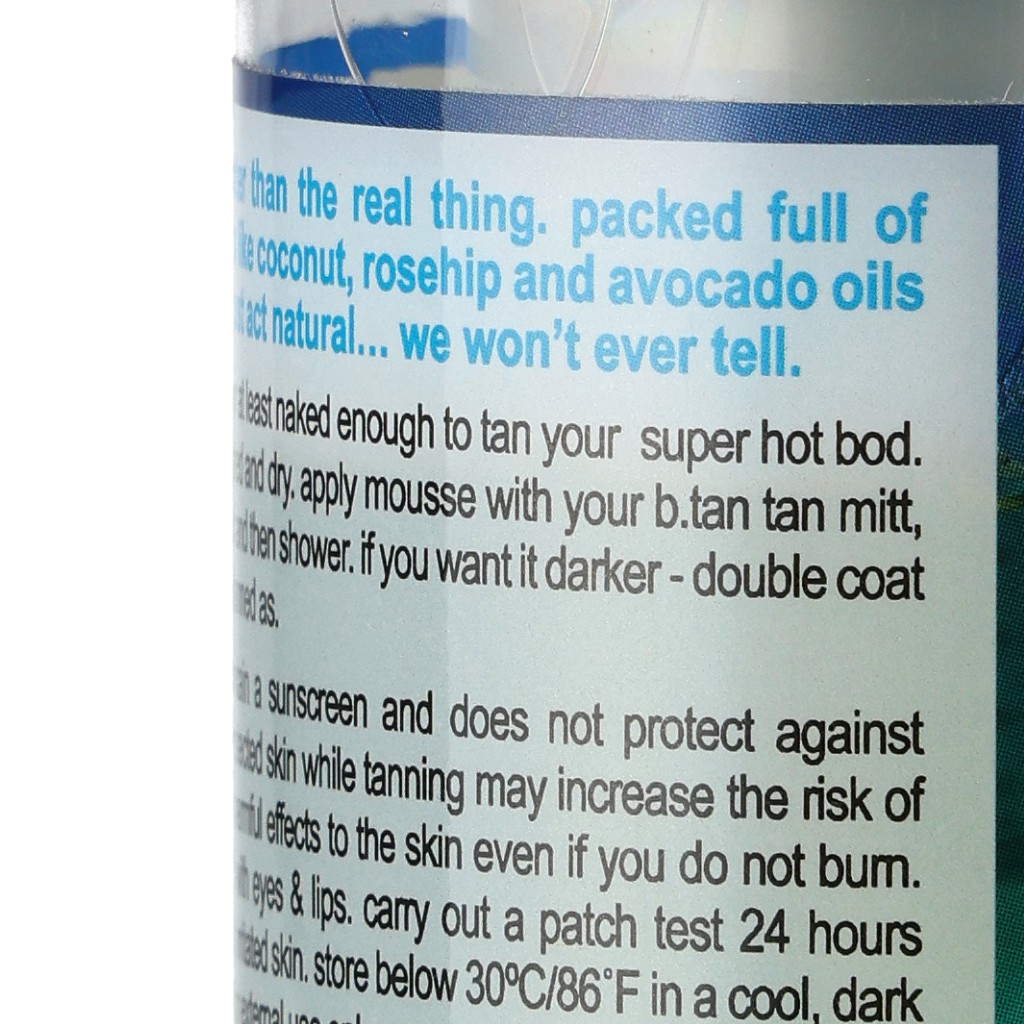 than the real thing. packed full of
coconut, rosehip and avocado oils
act natural... we won't ever tell.
least naked enough to tan your super hot bod.
and dry. apply mousse with your b.tan tan mitt,
then shower. if you want it darker - double coat
as.
a sunscreen and does not protect against
skin while tanning may increase the risk of
effects to the skin even if you do not burn.
eyes & lips. carry out a patch test 24 hours
skin. store below 30ºC/86°F in a cool, dark